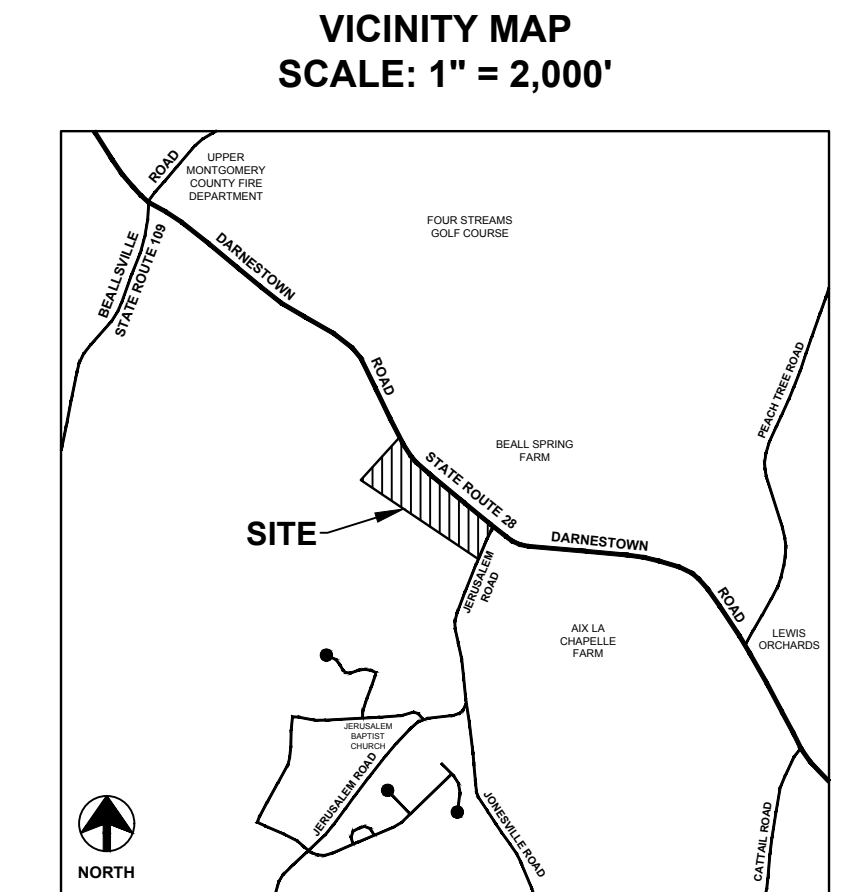 VICINITY MAP
SCALE: 1" = 2,000'
ROAD
UPPER
MONTGOMERY
COUNTY FIRE
DEPARTMENT
FOUR STREAMS
GOLF COURSE
BEALLSVILLE
STATE ROUTE 109
DARNESTOWN
ROAD
PEACH TREE ROAD
BEALL SPRING
FARM
STATE ROUTE 28
SITE
DARNESTOWN
JERUSALEM
ROAD
ROAD
AIX LA
CHAPELLE
FARM
LEWIS
ORCHARDS
JERUSALEM
BAPTIST
CHURCH
JERUSALEM ROAD
JONESVILLE ROAD
CATTAIL ROAD
NORTH